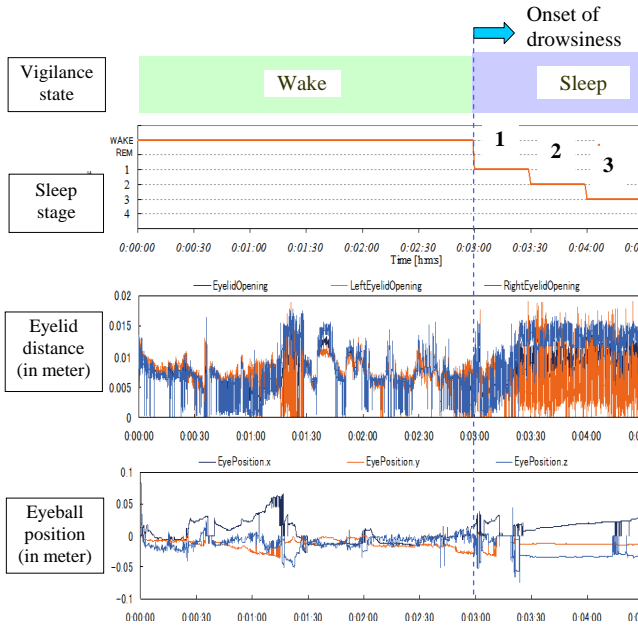 Onset of
drowsiness
Vigilance
state
Wake
Sleep
Sleep
stage
WAKE
REM
1
2
3
4
1
2
3
0:00:00 0:00:30 0:01:00 0:01:30 0:02:00 0:02:30 0:03:00 0:03:30 0:04:00 0:04
Time [h:m:s]
Eyelid
distance
(in meter)
EyelidOpening LeftEyelidOpening RightEyelidOpening
0.02
0.015
0.01
0.005
0
0:00:00 0:00:30 0:01:00 0:01:30 0:02:00 0:02:30 0:03:00 0:03:30 0:04:00 0:04
Eyeball
position
(in meter)
EyePosition.x EyePosition.y EyePosition.z
0.1
0.05
0
-0.05
-0.1
0:00:00 0:00:30 0:01:00 0:01:30 0:02:00 0:02:30 0:03:00 0:03:30 0:04:00 0:04